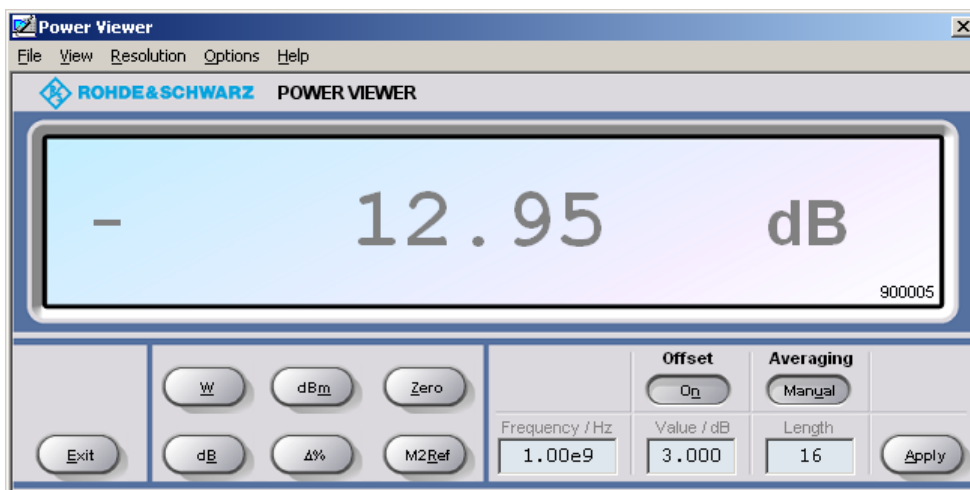 Power Viewer
File View Resolution Options Help
ROHDE&SCHWARZ POWER VIEWER
- 12.95 dB
900005
Offset Averaging
W dBm Zero On Manual
Frequency / Hz Value / dB Length
Exit dB Δ% M2Ref 1.00e9 3.000 16 Apply